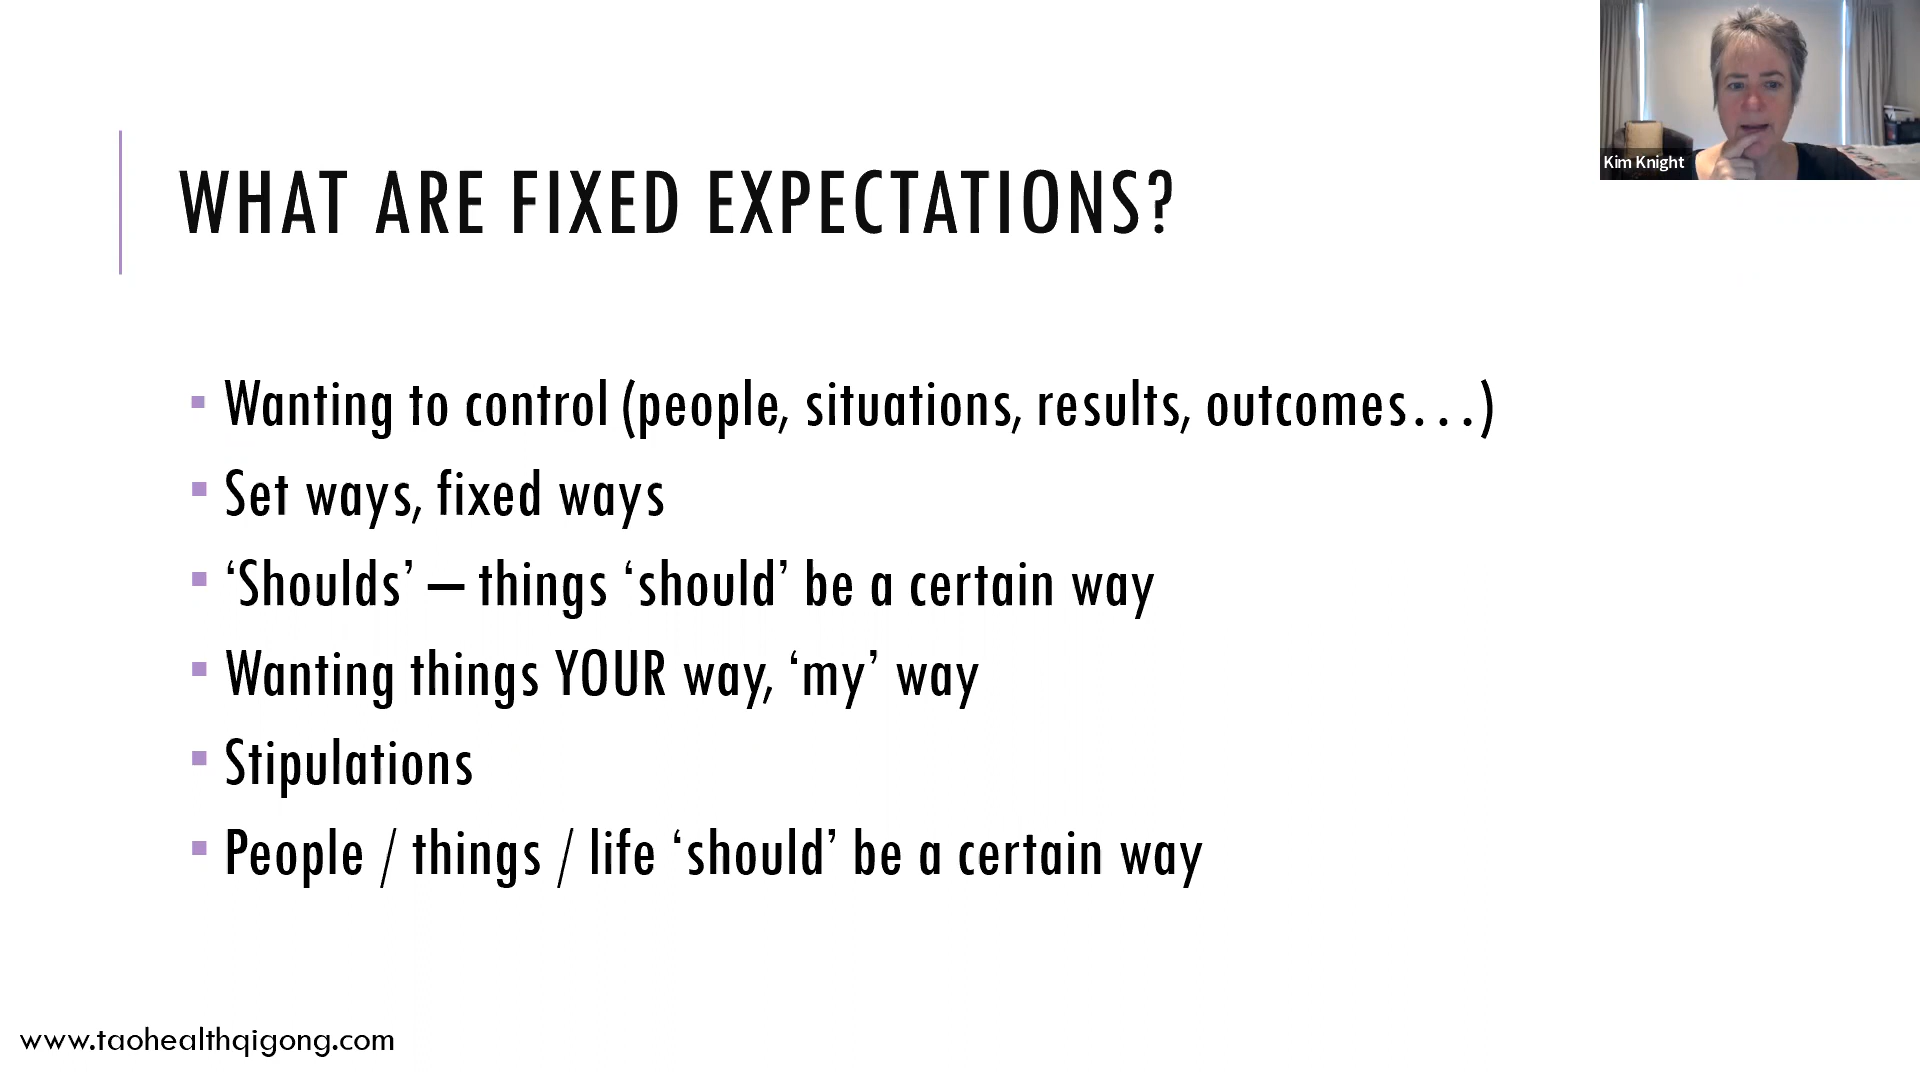 Kim Knight
WHAT ARE FIXED EXPECTATIONS?
Wanting to control (people, situations, results, outcomes…)
Set ways, fixed ways
‘Shoulds’ – things ‘should’ be a certain way
Wanting things YOUR way, ‘my’ way
Stipulations
People / things / life ‘should’ be a certain way
www.taohealthqigong.com